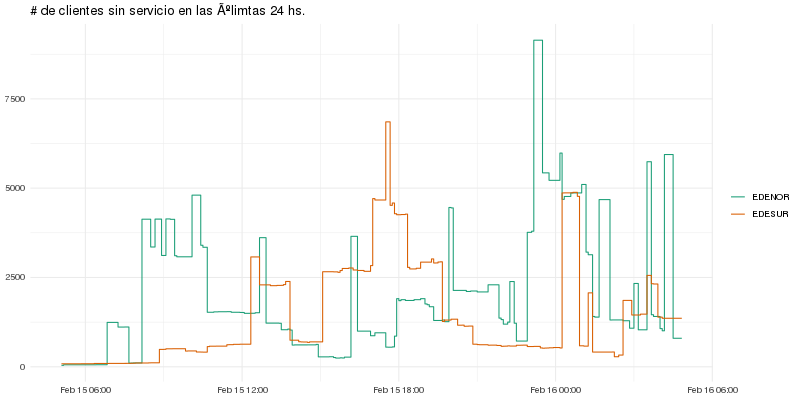 # de clientes sin servicio en las Ãºlimtas 24 hs.
7500
5000
2500
0
Feb 15 06:00
Feb 15 12:00
Feb 15 18:00
Feb 16 00:00
Feb 16 06:00
EDENOR
EDESUR